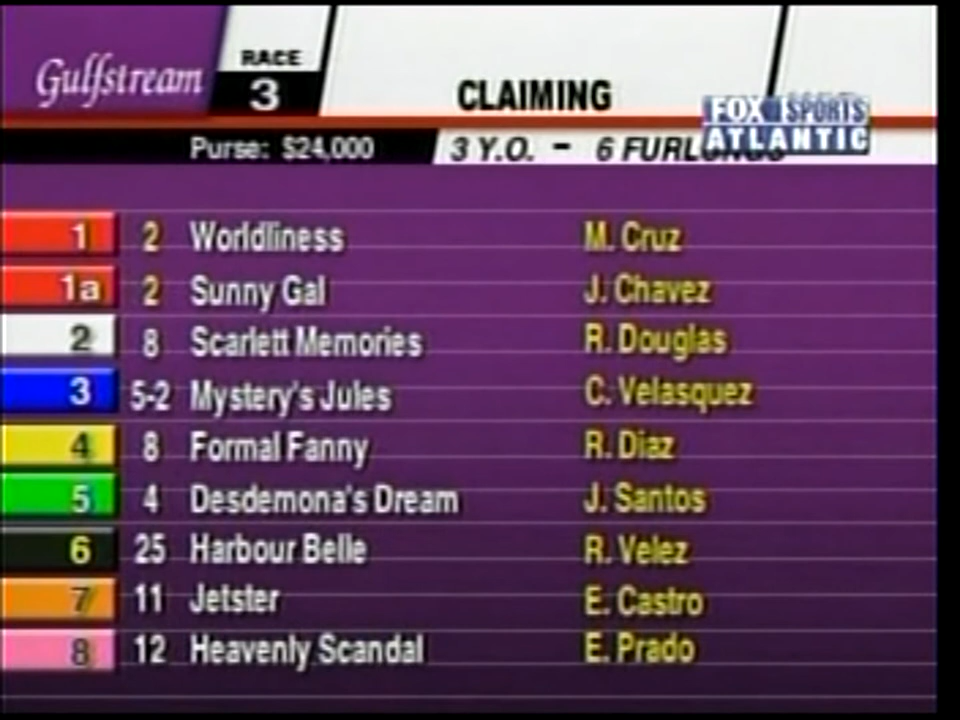 Gulfstream
RACE
3
CLAIMING
FOX SPORTS
ATLANTIC
Purse: $24,000
3 Y.O. - 6 FURLONGS
1 2 Worldliness M. Cruz
1a 2 Sunny Gal J. Chavez
2 8 Scarlett Memories R. Douglas
3 5-2 Mystery's Jules C. Velasquez
4 8 Formal Fanny R. Diaz
5 4 Desdemona's Dream J. Santos
6 25 Harbour Belle R. Velez
7 11 Jetster E. Castro
8 12 Heavenly Scandal E. Prado